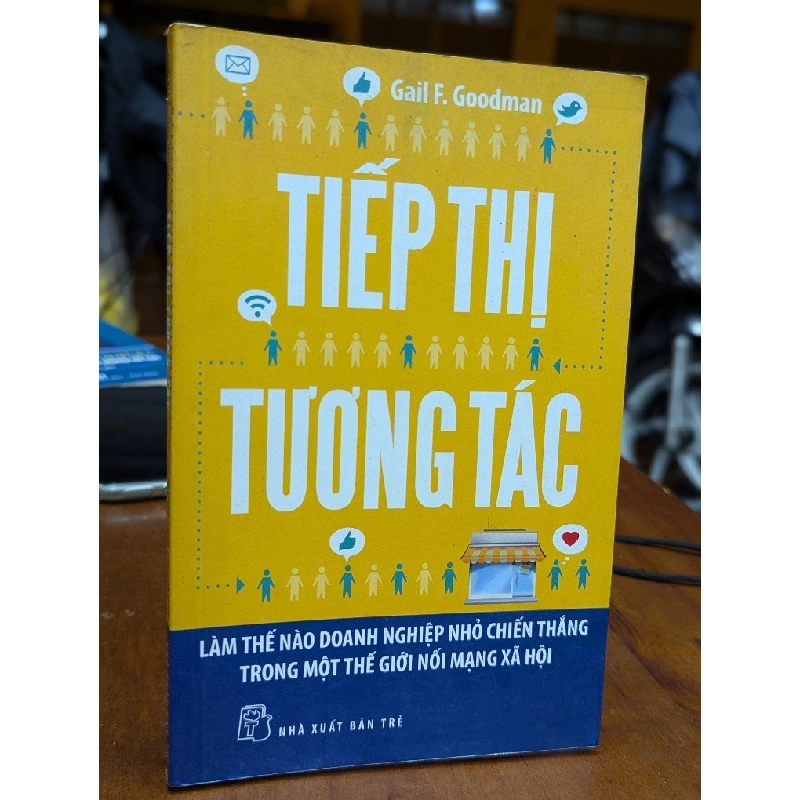 Gail F. Goodman
TIẾP THỊ
TƯƠNG TÁC
LÀM THẾ NÀO DOANH NGHIỆP NHỎ CHIẾN THẮNG
TRONG MỘT THẾ GIỚI NỐI MẠNG XÃ HỘI
NHÀ XUẤT BẢN TRẺ